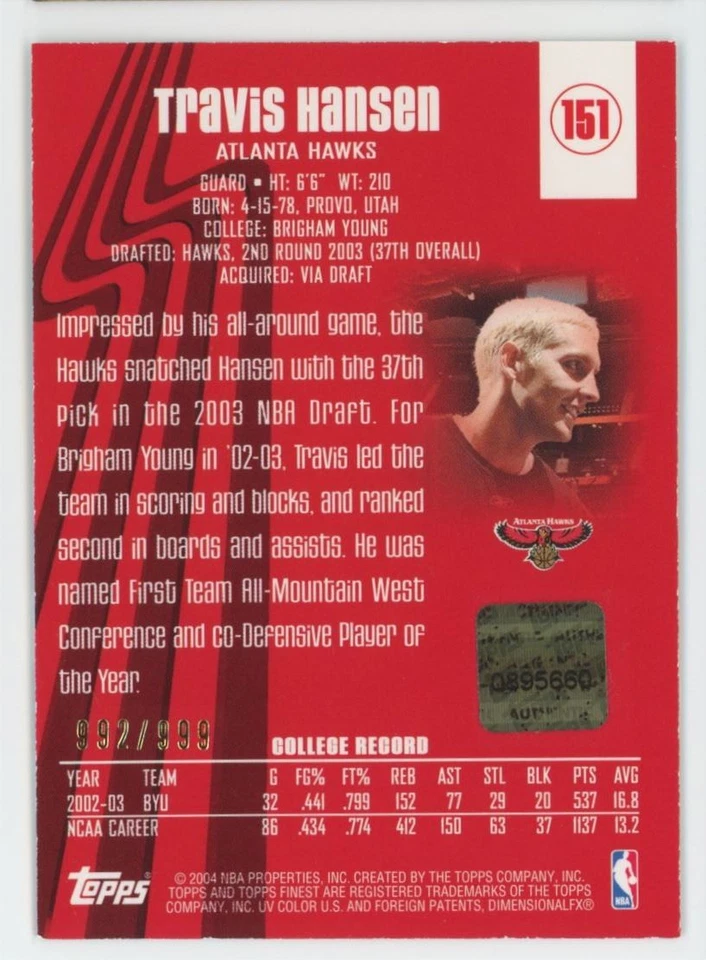 Travis Hansen
151
ATLANTA HAWKS
GUARD ▪ HT: 6'6" WT: 210
BORN: 4-15-78, PROVO, UTAH
COLLEGE: BRIGHAM YOUNG
DRAFTED: HAWKS, 2ND ROUND 2003 (37TH OVERALL)
ACQUIRED: VIA DRAFT
Impressed by his all-around game, the
Hawks snatched Hansen with the 37th
pick in the 2003 NBA Draft. For
Brigham Young in '02-03, Travis led the
team in scoring and blocks, and ranked
second in boards and assists. He was
named First Team All-Mountain West
Conference and co-Defensive Player of
the Year.
ATLANTA HAWKS
0895660
992/999
COLLEGE RECORD
YEAR TEAM G FG% FT% REB AST STL BLK PTS AVG
2002-03 BYU 32 .441 .799 152 77 29 20 537 16.8
NCAA CAREER 86 .434 .774 412 150 63 37 1137 13.2
topps®
© 2004 NBA PROPERTIES, INC. CREATED BY THE TOPPS COMPANY, INC.
TOPPS AND TOPPS FINEST ARE REGISTERED TRADEMARKS OF THE TOPPS
COMPANY, INC. UV COLOR U.S. AND FOREIGN PATENTS, DIMENSIONALFX®
NBA